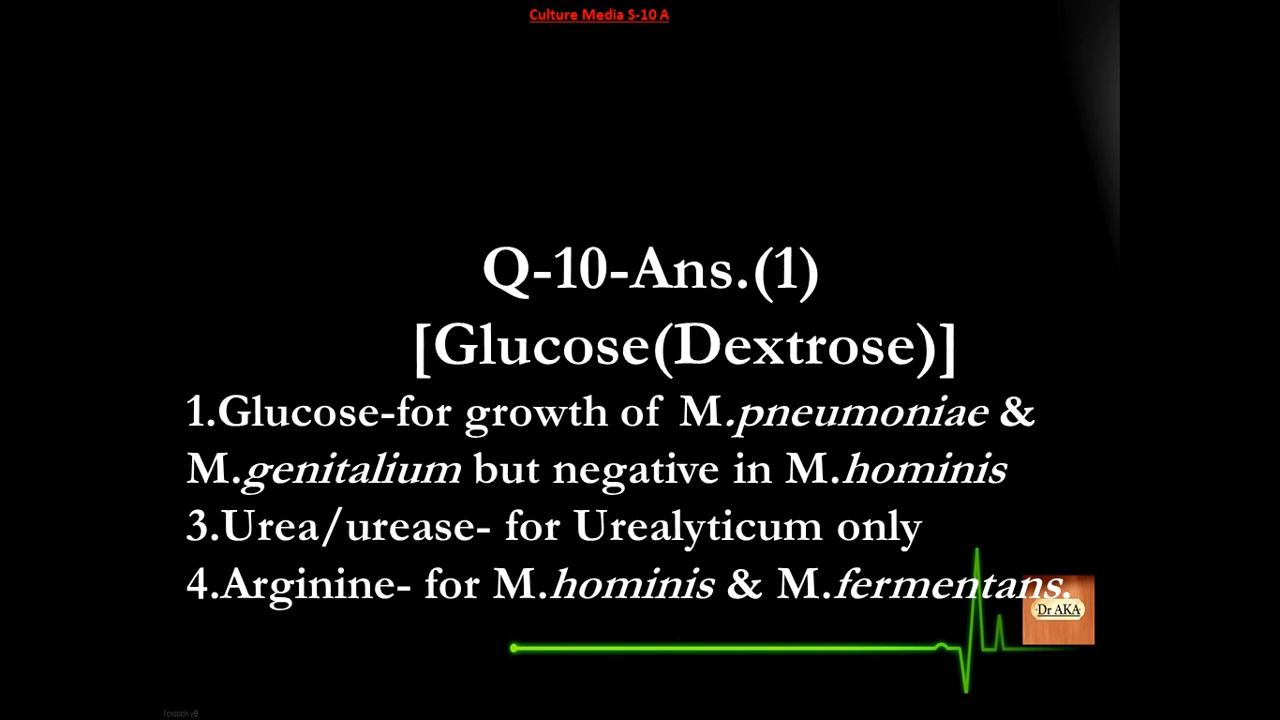 Culture Media S-10 A
Q-10-Ans.(1)
[Glucose(Dextrose)]
1.Glucose-for growth of M.pneumoniae &
M.genitalium but negative in M.hominis
3.Urea/urease- for Urealyticum only
4.Arginine- for M.hominis & M.fermentans.
Dr AKA